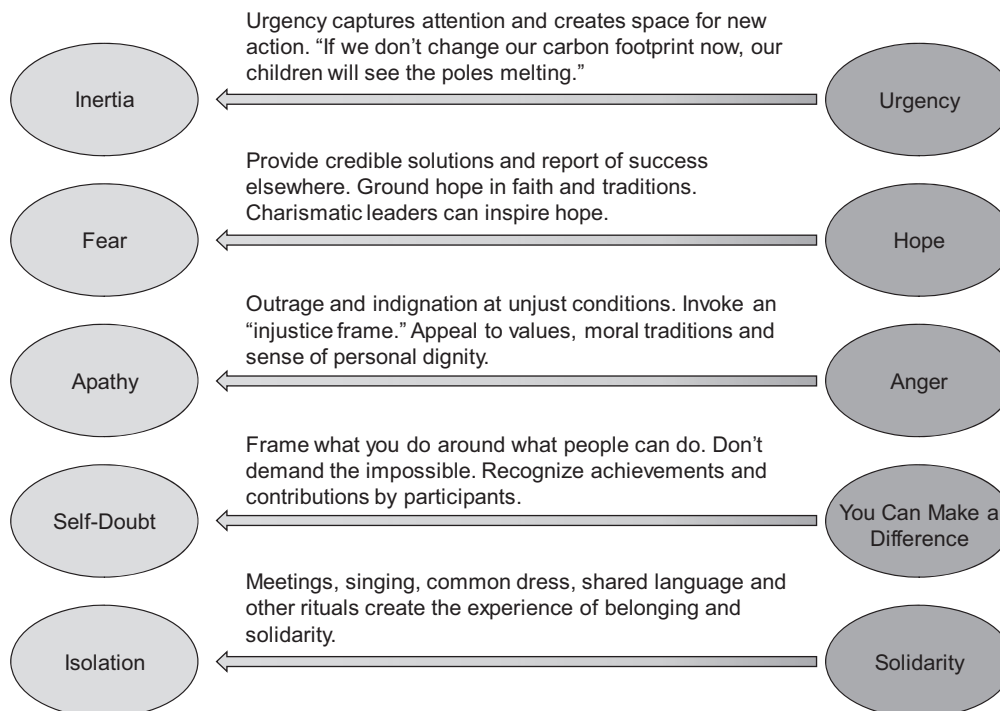 Urgency captures attention and creates space for new
action. “If we don’t change our carbon footprint now, our
children will see the poles melting.”
Inertia
Urgency
Provide credible solutions and report of success
elsewhere. Ground hope in faith and traditions.
Charismatic leaders can inspire hope.
Fear
Hope
Outrage and indignation at unjust conditions. Invoke an
“injustice frame.” Appeal to values, moral traditions and
sense of personal dignity.
Apathy
Anger
Frame what you do around what people can do. Don’t
demand the impossible. Recognize achievements and
contributions by participants.
Self-Doubt
You Can Make a
Difference
Meetings, singing, common dress, shared language and
other rituals create the experience of belonging and
solidarity.
Isolation
Solidarity